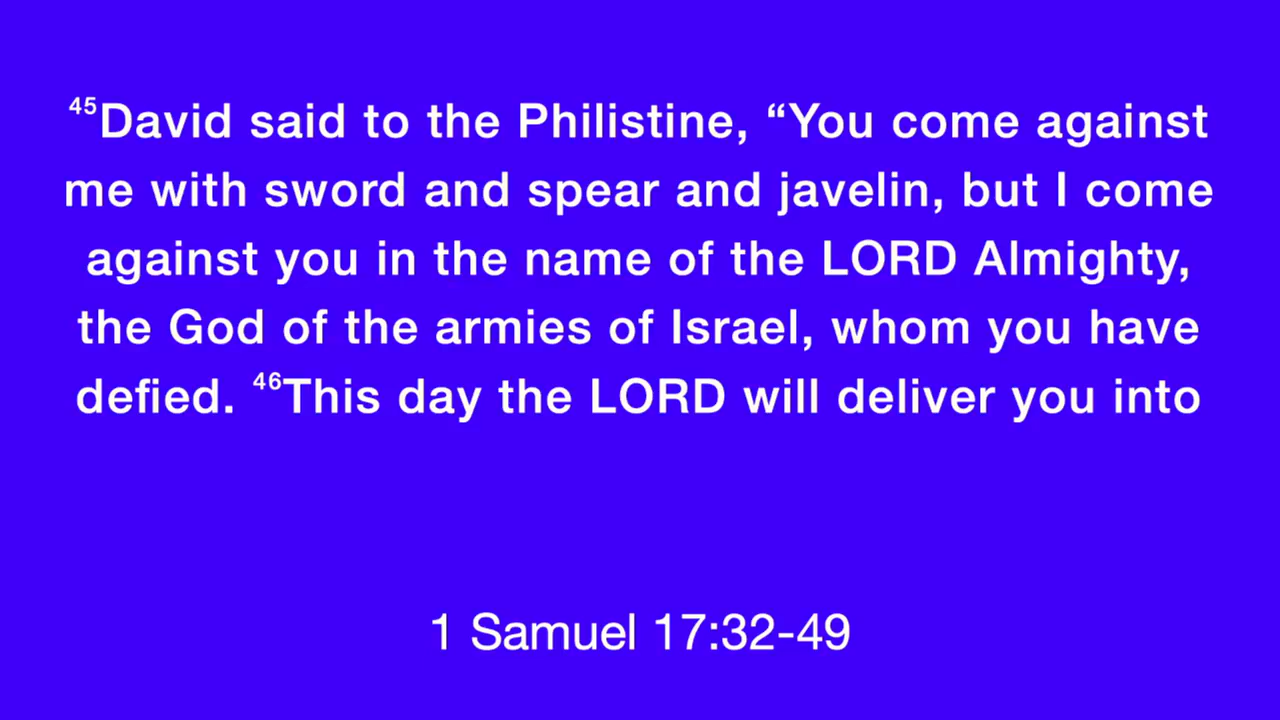 ⁴⁵David said to the Philistine, “You come against
me with sword and spear and javelin, but I come
against you in the name of the LORD Almighty,
the God of the armies of Israel, whom you have
defied. ⁴⁶This day the LORD will deliver you into
1 Samuel 17:32-49